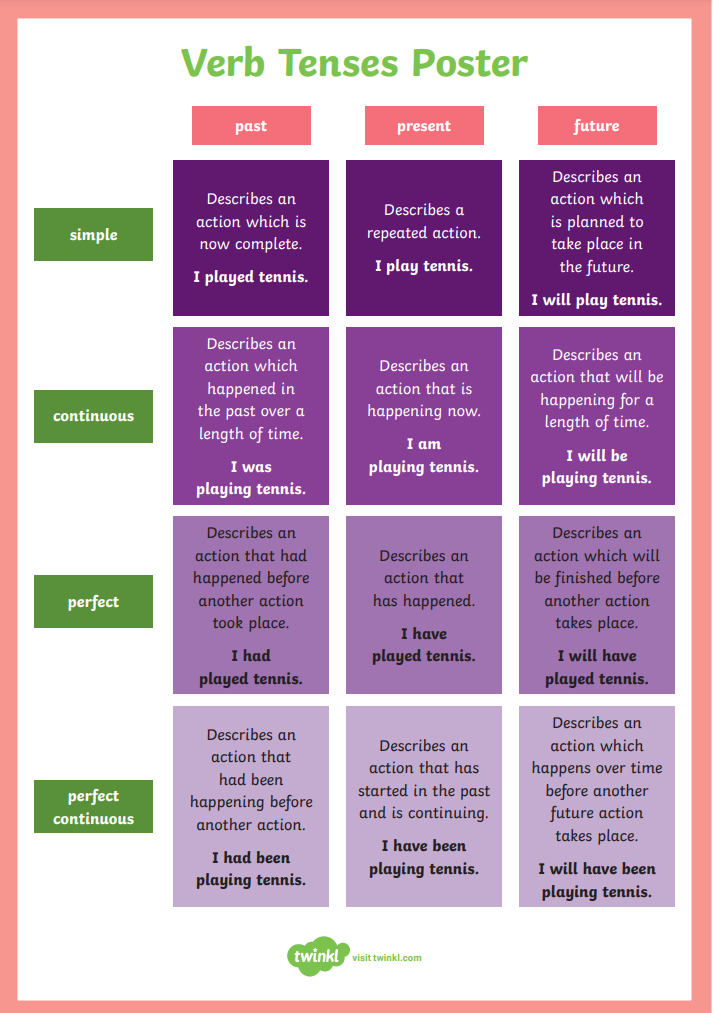 Verb Tenses Poster
past
present
future
simple
Describes an
action which is
now complete.
I played tennis.
Describes a
repeated action.
I play tennis.
Describes an
action which
is planned to
take place in
the future.
I will play tennis.
continuous
Describes an
action which
happened in
the past over a
length of time.
I was
playing tennis.
Describes an
action that is
happening now.
I am
playing tennis.
Describes an
action that will be
happening for a
length of time.
I will be
playing tennis.
perfect
Describes an
action that had
happened before
another action
took place.
I had
played tennis.
Describes an
action that
has happened.
I have
played tennis.
Describes an
action which will
be finished before
another action
takes place.
I will have
played tennis.
perfect
continuous
Describes an
action that
had been
happening before
another action.
I had been
playing tennis.
Describes an
action that has
started in the past
and is continuing.
I have been
playing tennis.
Describes an
action which
happens over time
before another
future action
takes place.
I will have been
playing tennis.
twinkl visit twinkl.com